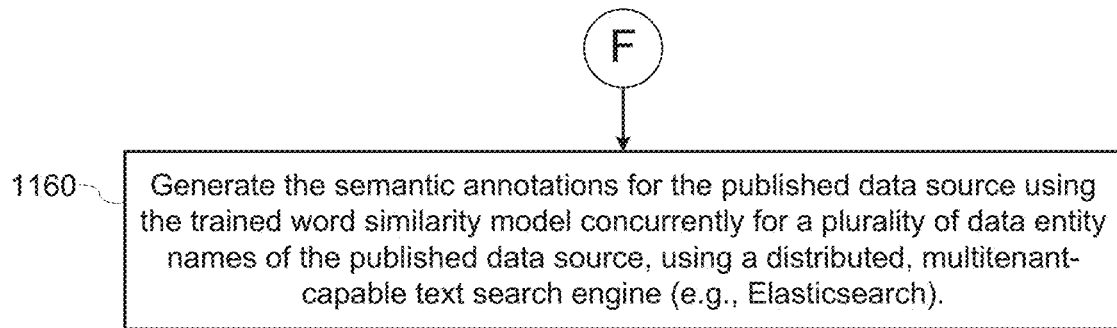 F
1160
Generate the semantic annotations for the published data source using
the trained word similarity model concurrently for a plurality of data entity
names of the published data source, using a distributed, multitenant-
capable text search engine (e.g., Elasticsearch).